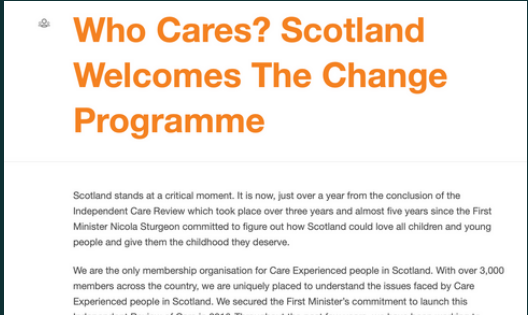 Who Cares? Scotland
Welcomes The Change
Programme
Scotland stands at a critical moment. It is now, just over a year from the conclusion of the
Independent Care Review which took place over three years and almost five years since the First
Minister Nicola Sturgeon committed to figure out how Scotland could love all children and young
people and give them the childhood they deserve.
We are the only membership organisation for Care Experienced people in Scotland. With over 3,000
members across the country, we are uniquely placed to understand the issues faced by Care
Experienced people in Scotland. We secured the First Minister's commitment to launch this